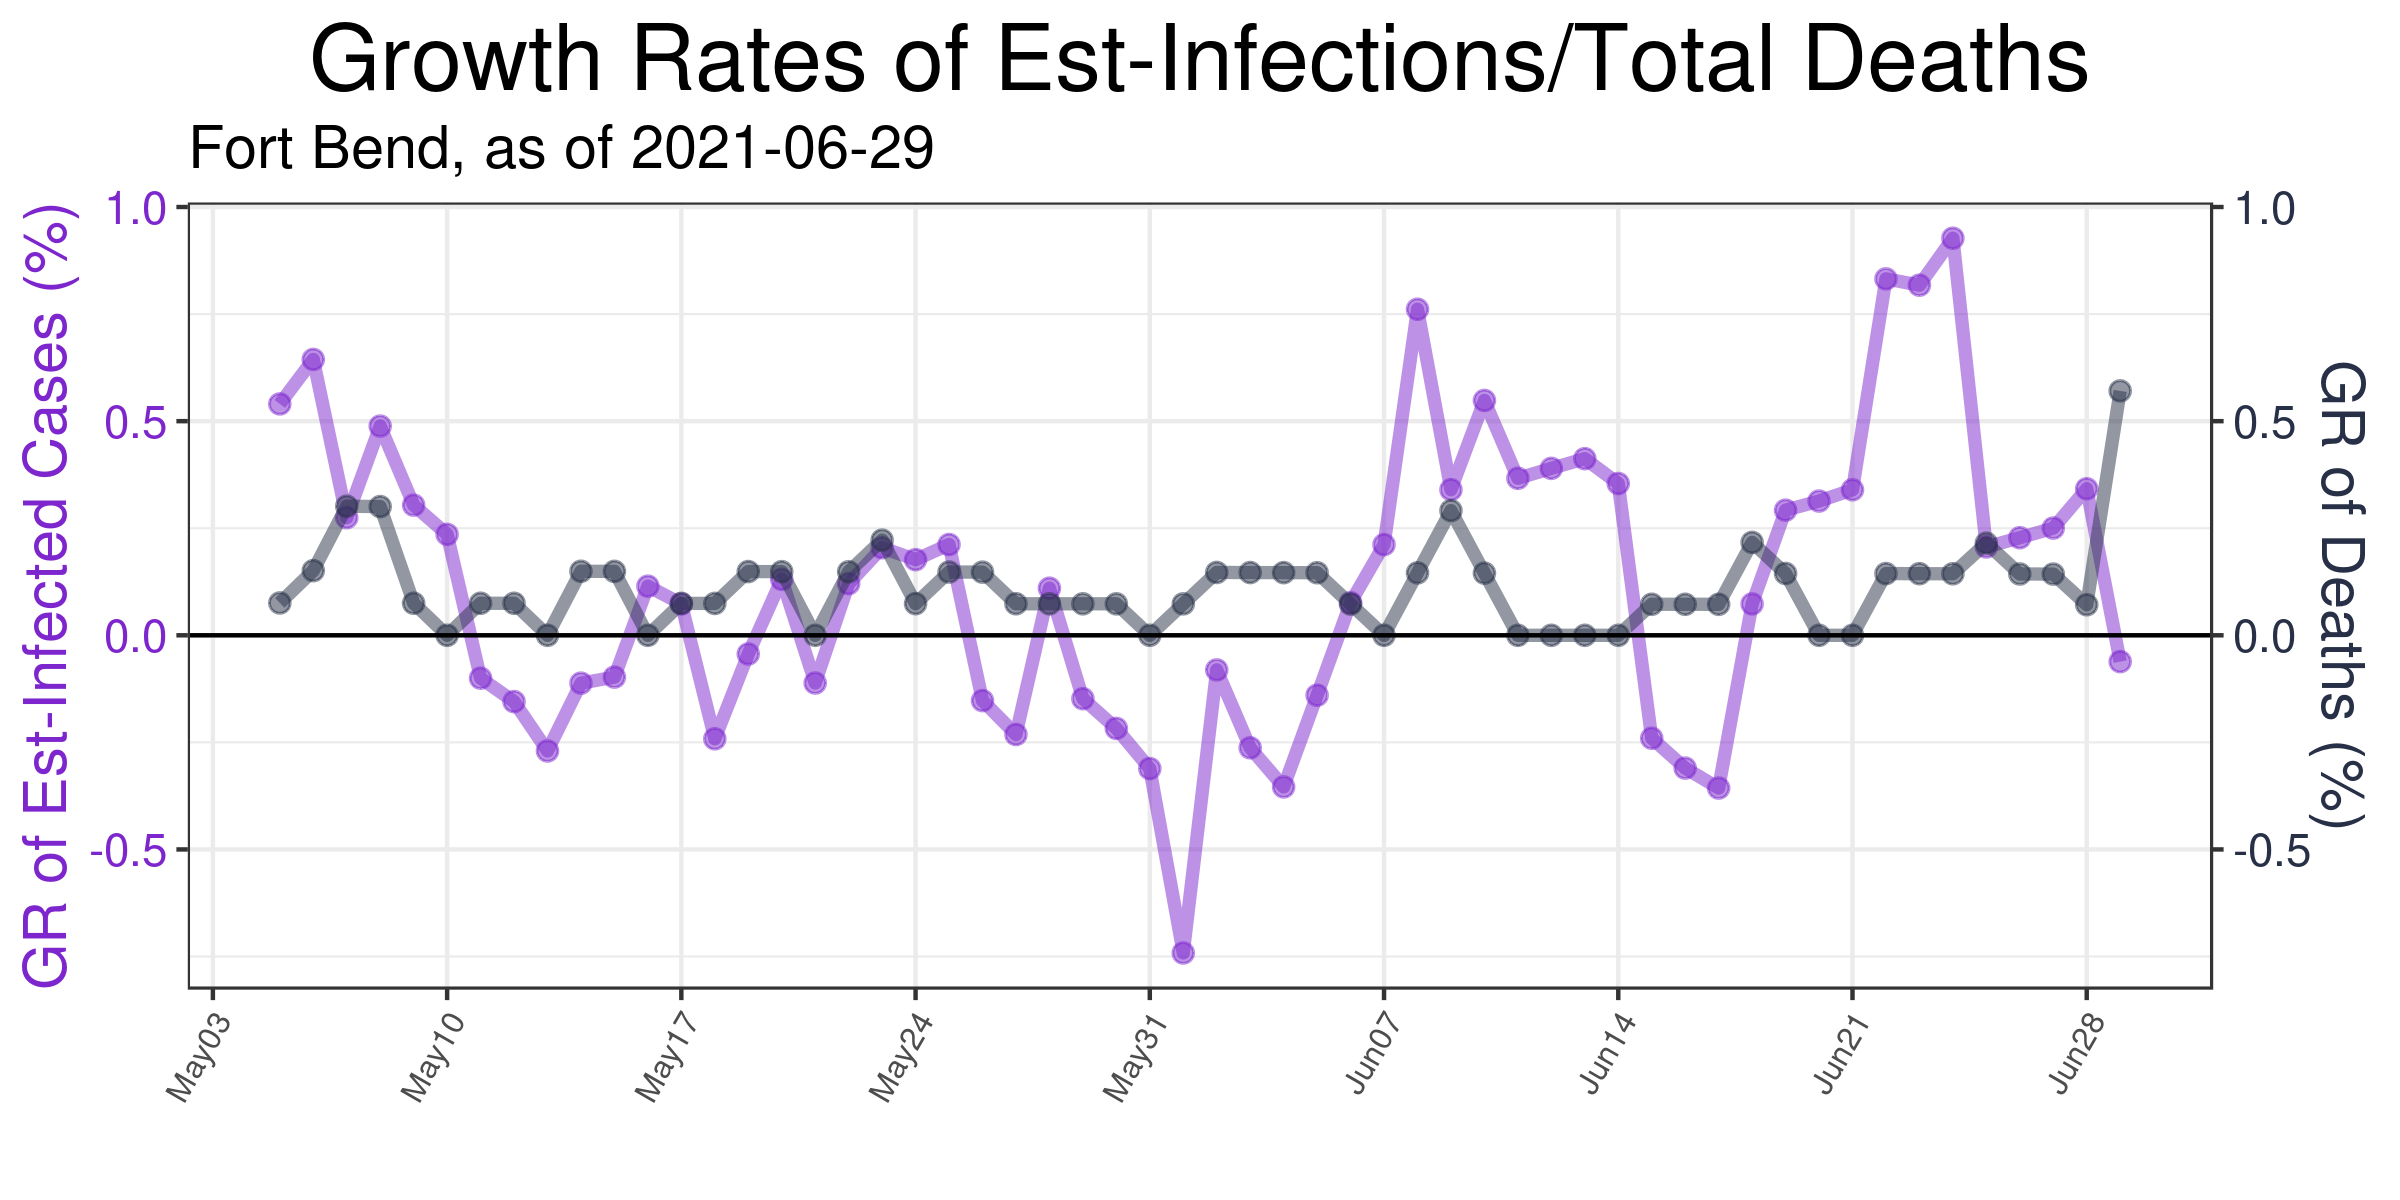 Growth Rates of Est-Infections/Total Deaths
Fort Bend, as of 2021-06-29
GR of Est-Infected Cases (%)
1.0
0.5
0.0
-0.5
1.0
0.5
0.0
-0.5
GR of Deaths (%)
May03
May10
May17
May24
May31
Jun07
Jun14
Jun21
Jun28